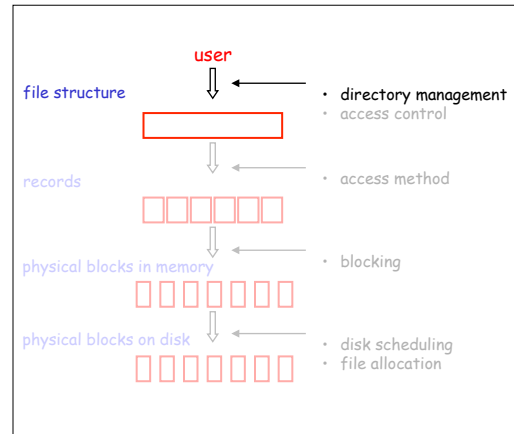 user
file structure
• directory management
• access control
records
• access method
physical blocks in memory
• blocking
physical blocks on disk
• disk scheduling
• file allocation